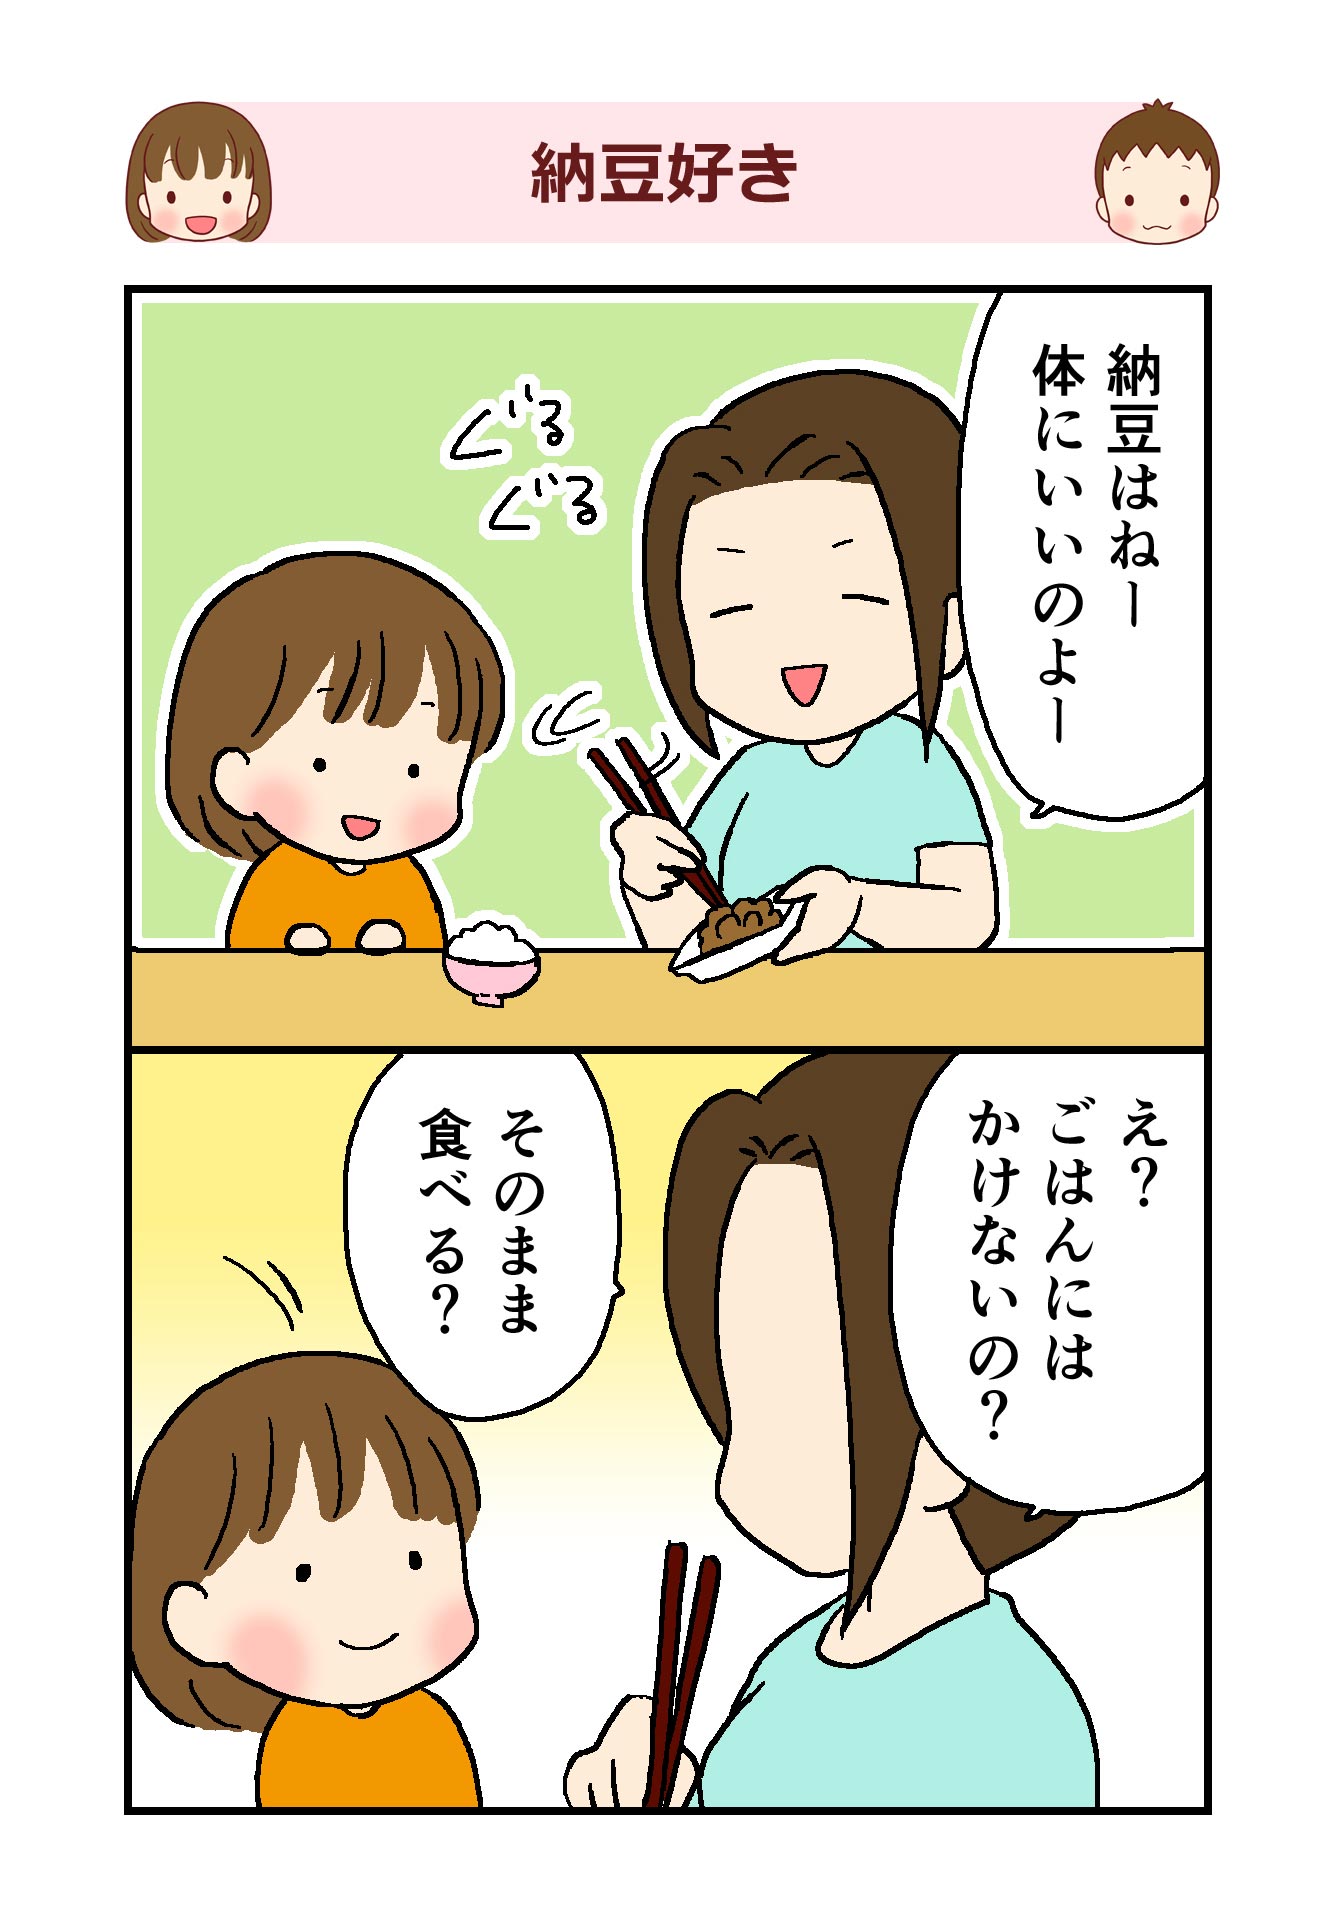 納豆好き
納豆はねー
体にいいのよー
ぐるぐる
え？
ごはんには
かけないの？
そのまま
食べる？